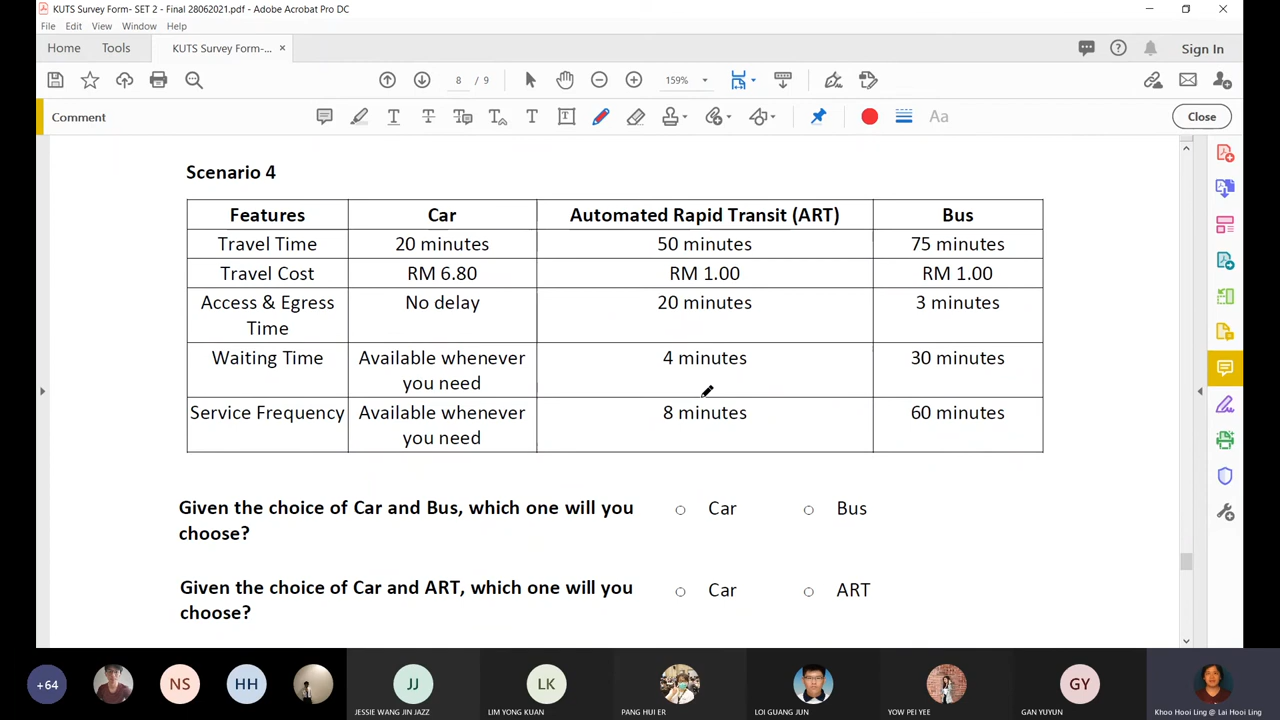 KUTS Survey Form- SET 2 - Final 28062021.pdf - Adobe Acrobat Pro DC
File Edit View Window Help
Home Tools KUTS Survey Form-... × Sign In
8 / 9 159%
Comment Aa Close
Scenario 4
Features Car Automated Rapid Transit (ART) Bus
Travel Time 20 minutes 50 minutes 75 minutes
Travel Cost RM 6.80 RM 1.00 RM 1.00
Access & Egress No delay 20 minutes 3 minutes
Time
Waiting Time Available whenever 4 minutes 30 minutes
you need
Service Frequency Available whenever 8 minutes 60 minutes
you need
Given the choice of Car and Bus, which one will you Car Bus
choose?
Given the choice of Car and ART, which one will you Car ART
choose?
+64 NS HH JJ LK GY
JESSIE WANG JIN JAZZ LIM YONG KUAN PANG HUI ER LOI GUANG JUN YOW PEI YEE GAN YUYUN Khoo Hooi Ling @ Lai Hooi Ling